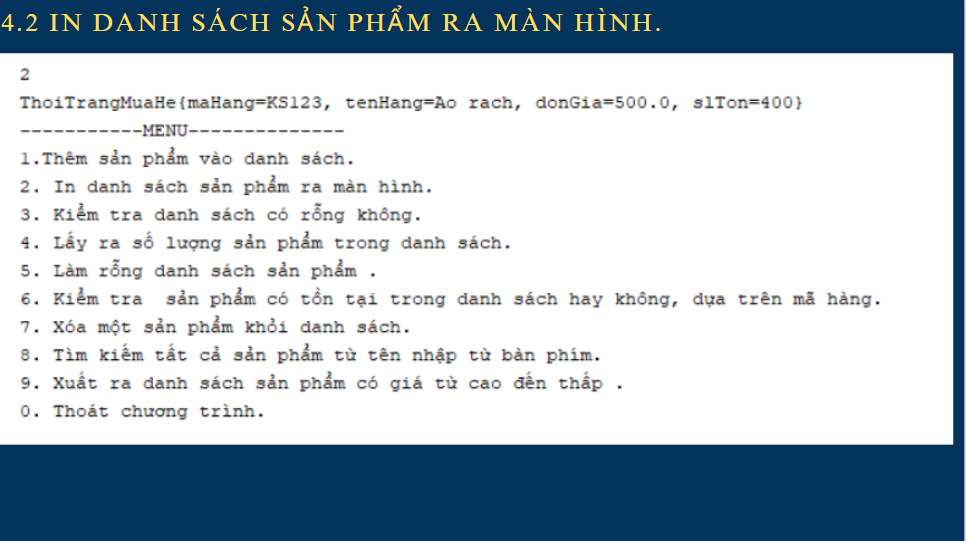 4.2 IN DANH SÁCH SẢN PHẨM RA MÀN HÌNH.
2
ThoiTrangMuaHe{maHang=KS123, tenHang=Ao rach, donGia=500.0, slTon=400}
-----------MENU--------------
1.Thêm sản phẩm vào danh sách.
2. In danh sách sản phẩm ra màn hình.
3. Kiểm tra danh sách có rỗng không.
4. Lấy ra số lượng sản phẩm trong danh sách.
5. Làm rỗng danh sách sản phẩm .
6. Kiểm tra  sản phẩm có tồn tại trong danh sách hay không, dựa trên mã hàng.
7. Xóa một sản phẩm khỏi danh sách.
8. Tìm kiếm tất cả sản phẩm từ tên nhập từ bàn phím.
9. Xuất ra danh sách sản phẩm có giá từ cao đến thấp .
0. Thoát chương trình.